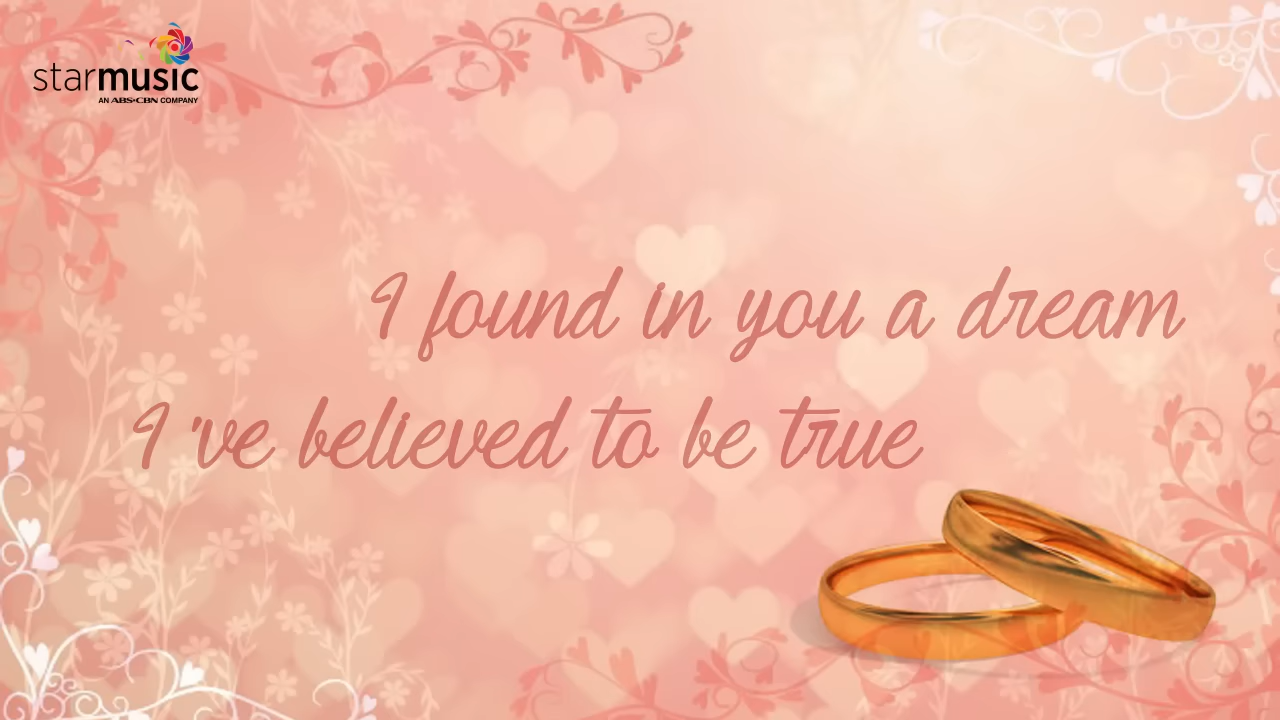 starmusic
AN ABS-CBN COMPANY
I found in you a dream
I've believed to be true